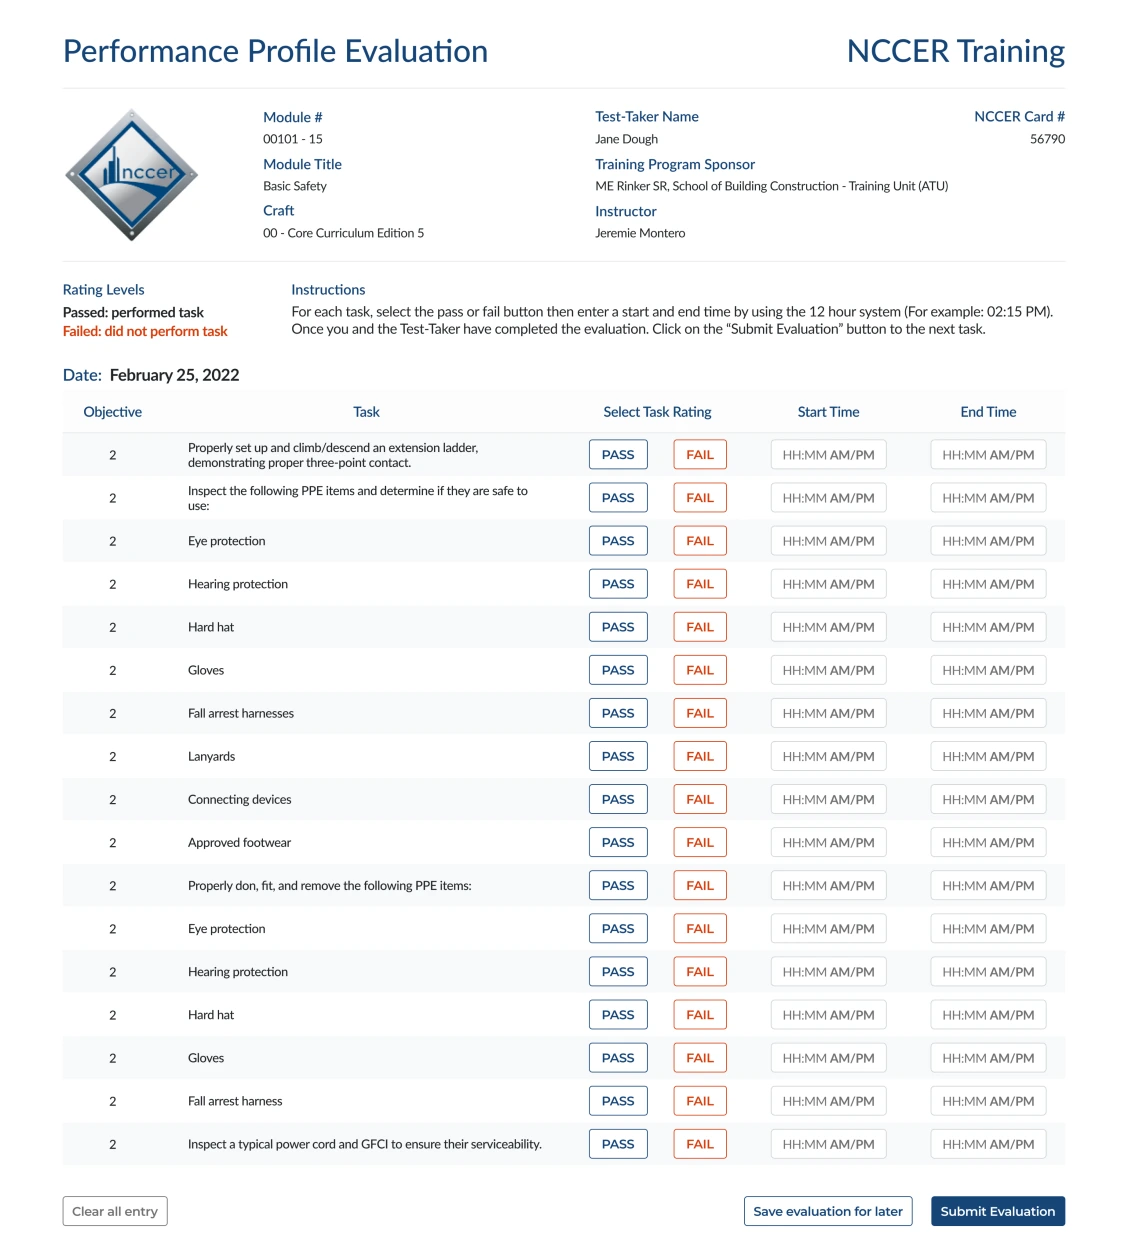 Performance Profile Evaluation
NCCER Training
nccer
Module #
00101 - 15
Module Title
Basic Safety
Craft
00 - Core Curriculum Edition 5
Test-Taker Name
Jane Dough
Training Program Sponsor
ME Rinker SR, School of Building Construction - Training Unit (ATU)
Instructor
Jeremie Montero
NCCER Card #
56790
Rating Levels
Passed: performed task
Failed: did not perform task
Instructions
For each task, select the pass or fail button then enter a start and end time by using the 12 hour system (For example: 02:15 PM).
Once you and the Test-Taker have completed the evaluation. Click on the “Submit Evaluation” button to the next task.
Date: February 25, 2022
Objective Task Select Task Rating Start Time End Time
2 Properly set up and climb/descend an extension ladder,
demonstrating proper three-point contact. PASS FAIL HH:MM AM/PM HH:MM AM/PM
2 Inspect the following PPE items and determine if they are safe to
use: PASS FAIL HH:MM AM/PM HH:MM AM/PM
2 Eye protection PASS FAIL HH:MM AM/PM HH:MM AM/PM
2 Hearing protection PASS FAIL HH:MM AM/PM HH:MM AM/PM
2 Hard hat PASS FAIL HH:MM AM/PM HH:MM AM/PM
2 Gloves PASS FAIL HH:MM AM/PM HH:MM AM/PM
2 Fall arrest harnesses PASS FAIL HH:MM AM/PM HH:MM AM/PM
2 Lanyards PASS FAIL HH:MM AM/PM HH:MM AM/PM
2 Connecting devices PASS FAIL HH:MM AM/PM HH:MM AM/PM
2 Approved footwear PASS FAIL HH:MM AM/PM HH:MM AM/PM
2 Properly don, fit, and remove the following PPE items: PASS FAIL HH:MM AM/PM HH:MM AM/PM
2 Eye protection PASS FAIL HH:MM AM/PM HH:MM AM/PM
2 Hearing protection PASS FAIL HH:MM AM/PM HH:MM AM/PM
2 Hard hat PASS FAIL HH:MM AM/PM HH:MM AM/PM
2 Gloves PASS FAIL HH:MM AM/PM HH:MM AM/PM
2 Fall arrest harness PASS FAIL HH:MM AM/PM HH:MM AM/PM
2 Inspect a typical power cord and GFCI to ensure their serviceability. PASS FAIL HH:MM AM/PM HH:MM AM/PM
Clear all entry
Save evaluation for later
Submit Evaluation